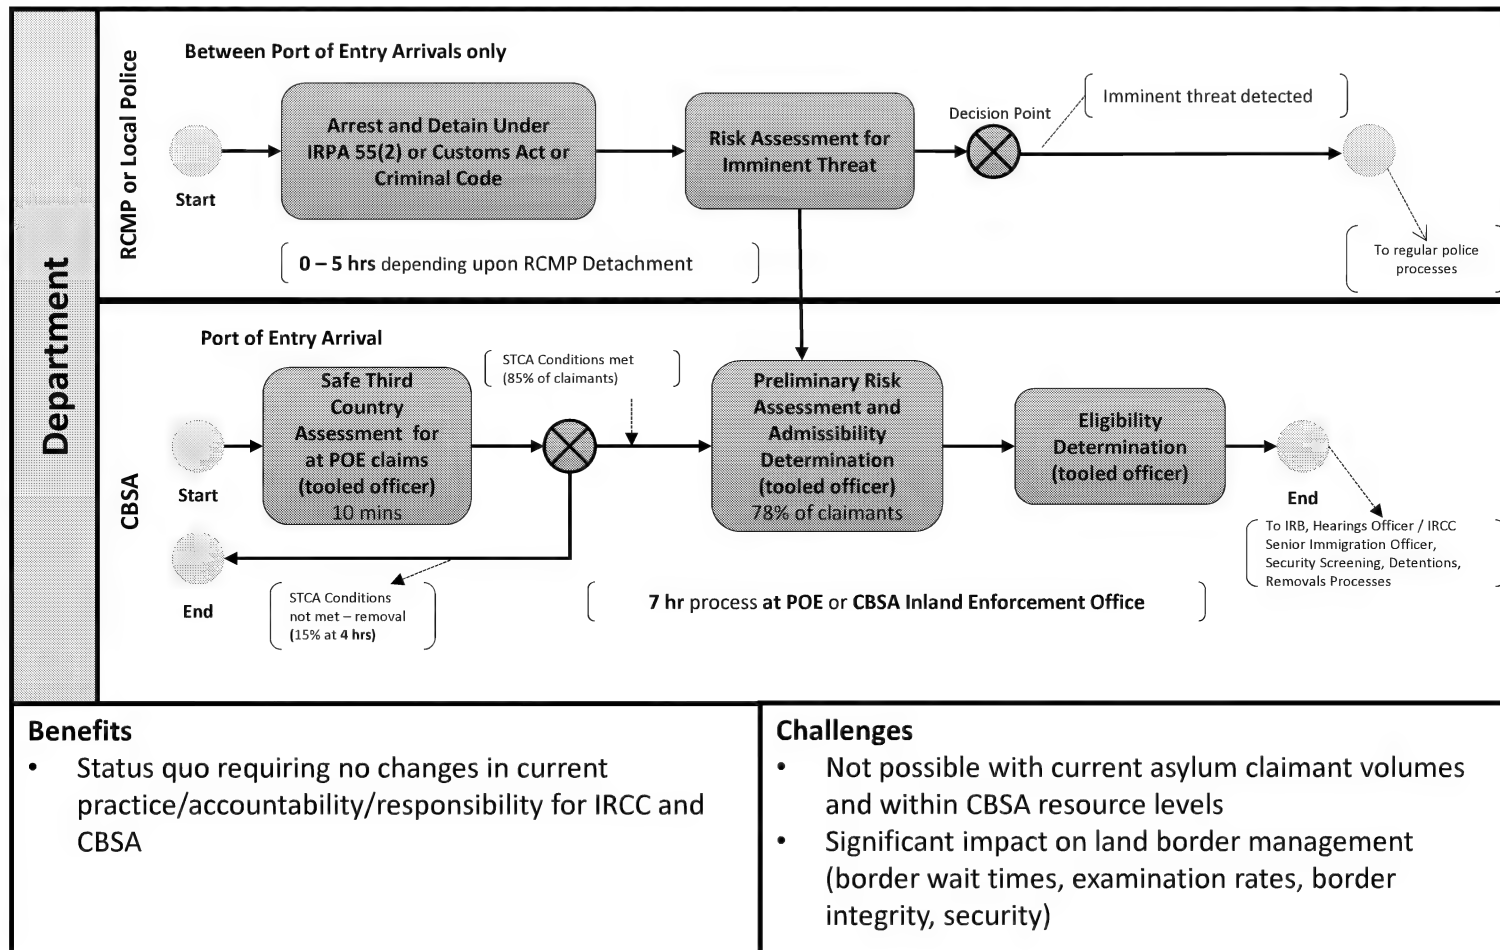 Department
RCMP or Local Police
Between Port of Entry Arrivals only
Start
Arrest and Detain Under
IRPA 55(2) or Customs Act or
Criminal Code
Risk Assessment for
Imminent Threat
Decision Point
Imminent threat detected
To regular police
processes
0 – 5 hrs depending upon RCMP Detachment
CBSA
Port of Entry Arrival
Start
Safe Third
Country
Assessment for
at POE claims
(tooled officer)
10 mins
STCA Conditions met
(85% of claimants)
Preliminary Risk
Assessment and
Admissibility
Determination
(tooled officer)
78% of claimants
Eligibility
Determination
(tooled officer)
End
To IRB, Hearings Officer / IRCC
Senior Immigration Officer,
Security Screening, Detentions,
Removals Processes
End
STCA Conditions
not met – removal
(15% at 4 hrs)
7 hr process at POE or CBSA Inland Enforcement Office
Benefits
• Status quo requiring no changes in current
practice/accountability/responsibility for IRCC and
CBSA
Challenges
• Not possible with current asylum claimant volumes
and within CBSA resource levels
• Significant impact on land border management
(border wait times, examination rates, border
integrity, security)